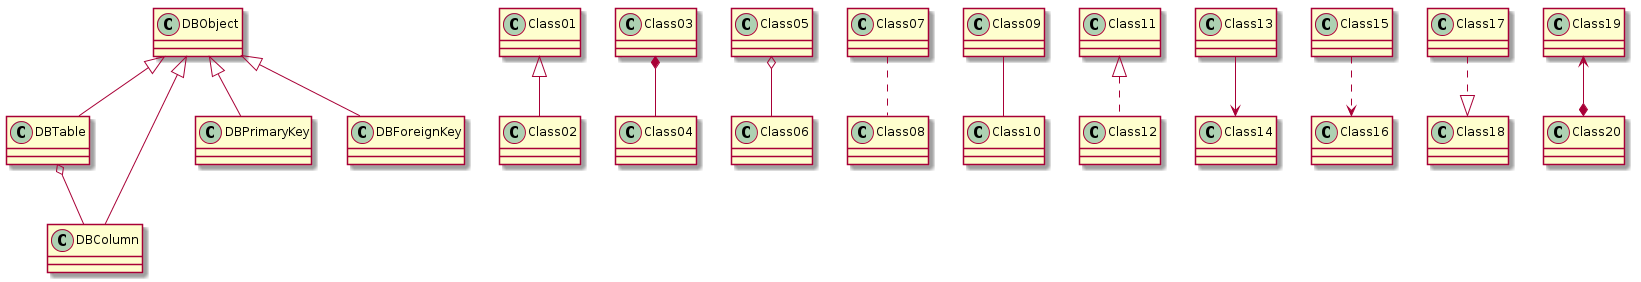 C DBObject
C Class01
C Class03
C Class05
C Class07
C Class09
C Class11
C Class13
C Class15
C Class17
C Class19
C DBTable
C DBPrimaryKey
C DBForeignKey
C Class02
C Class04
C Class06
C Class08
C Class10
C Class12
C Class14
C Class16
C Class18
C Class20
C DBColumn